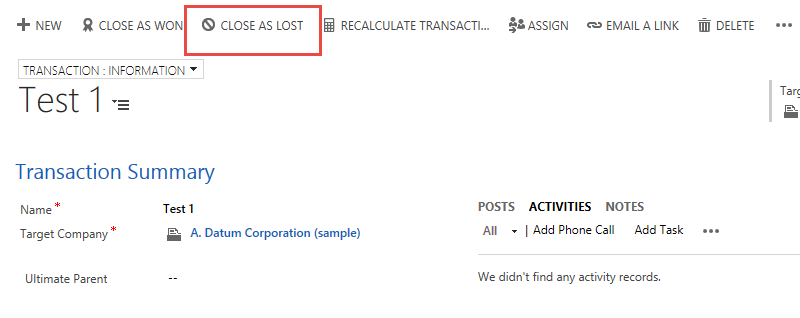 NEW CLOSE AS WON CLOSE AS LOST RECALCULATE TRANSACTI... ASSIGN EMAIL A LINK DELETE •••
TRANSACTION : INFORMATION
Test 1
Targ
Transaction Summary
Name *
Test 1
Target Company *
A. Datum Corporation (sample)
Ultimate Parent
--
POSTS ACTIVITIES NOTES
All | Add Phone Call Add Task •••
We didn't find any activity records.